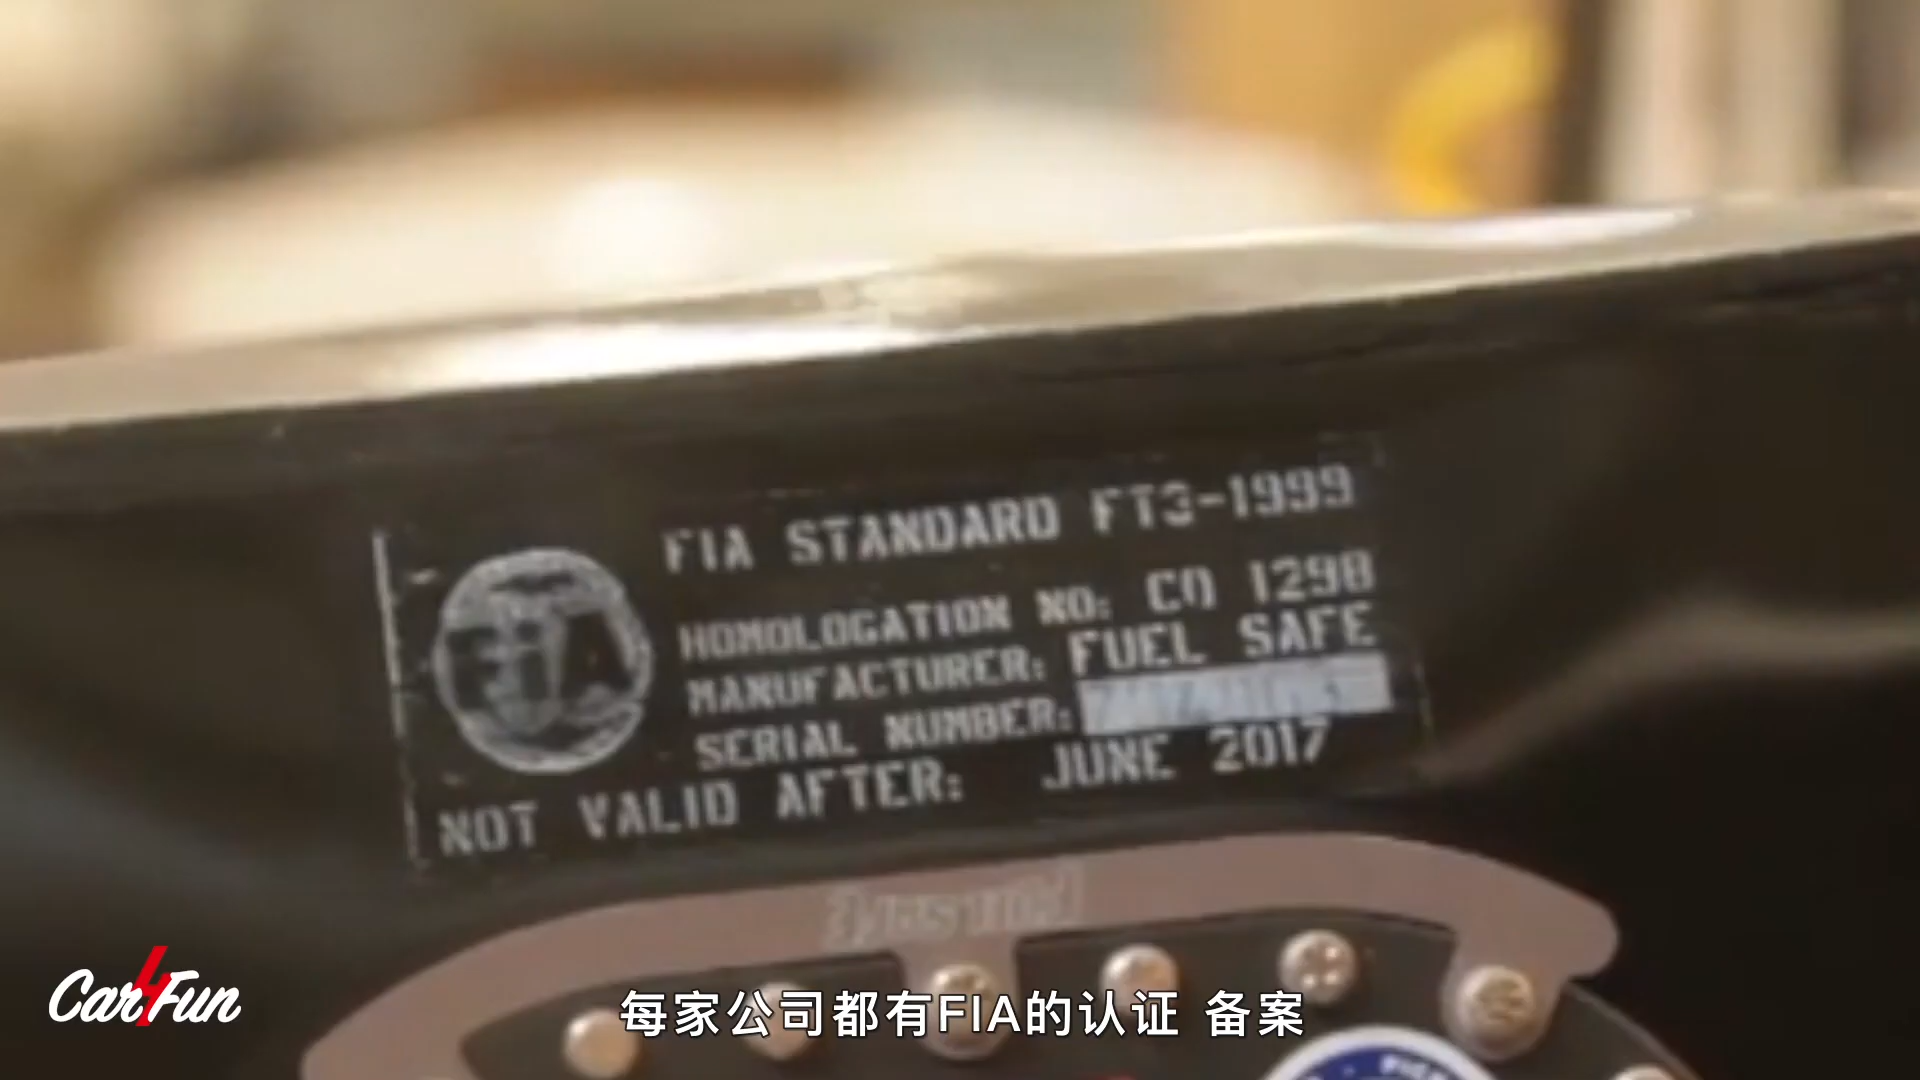 FIA STANDARD FT3-1999
FIA
HOMOLOGATION NO: CO 1298
MANUFACTURER: FUEL SAFE
SERIAL NUMBER:
NOT VALID AFTER: JUNE 2017
Car4Fun
每家公司都有FIA的认证 备案